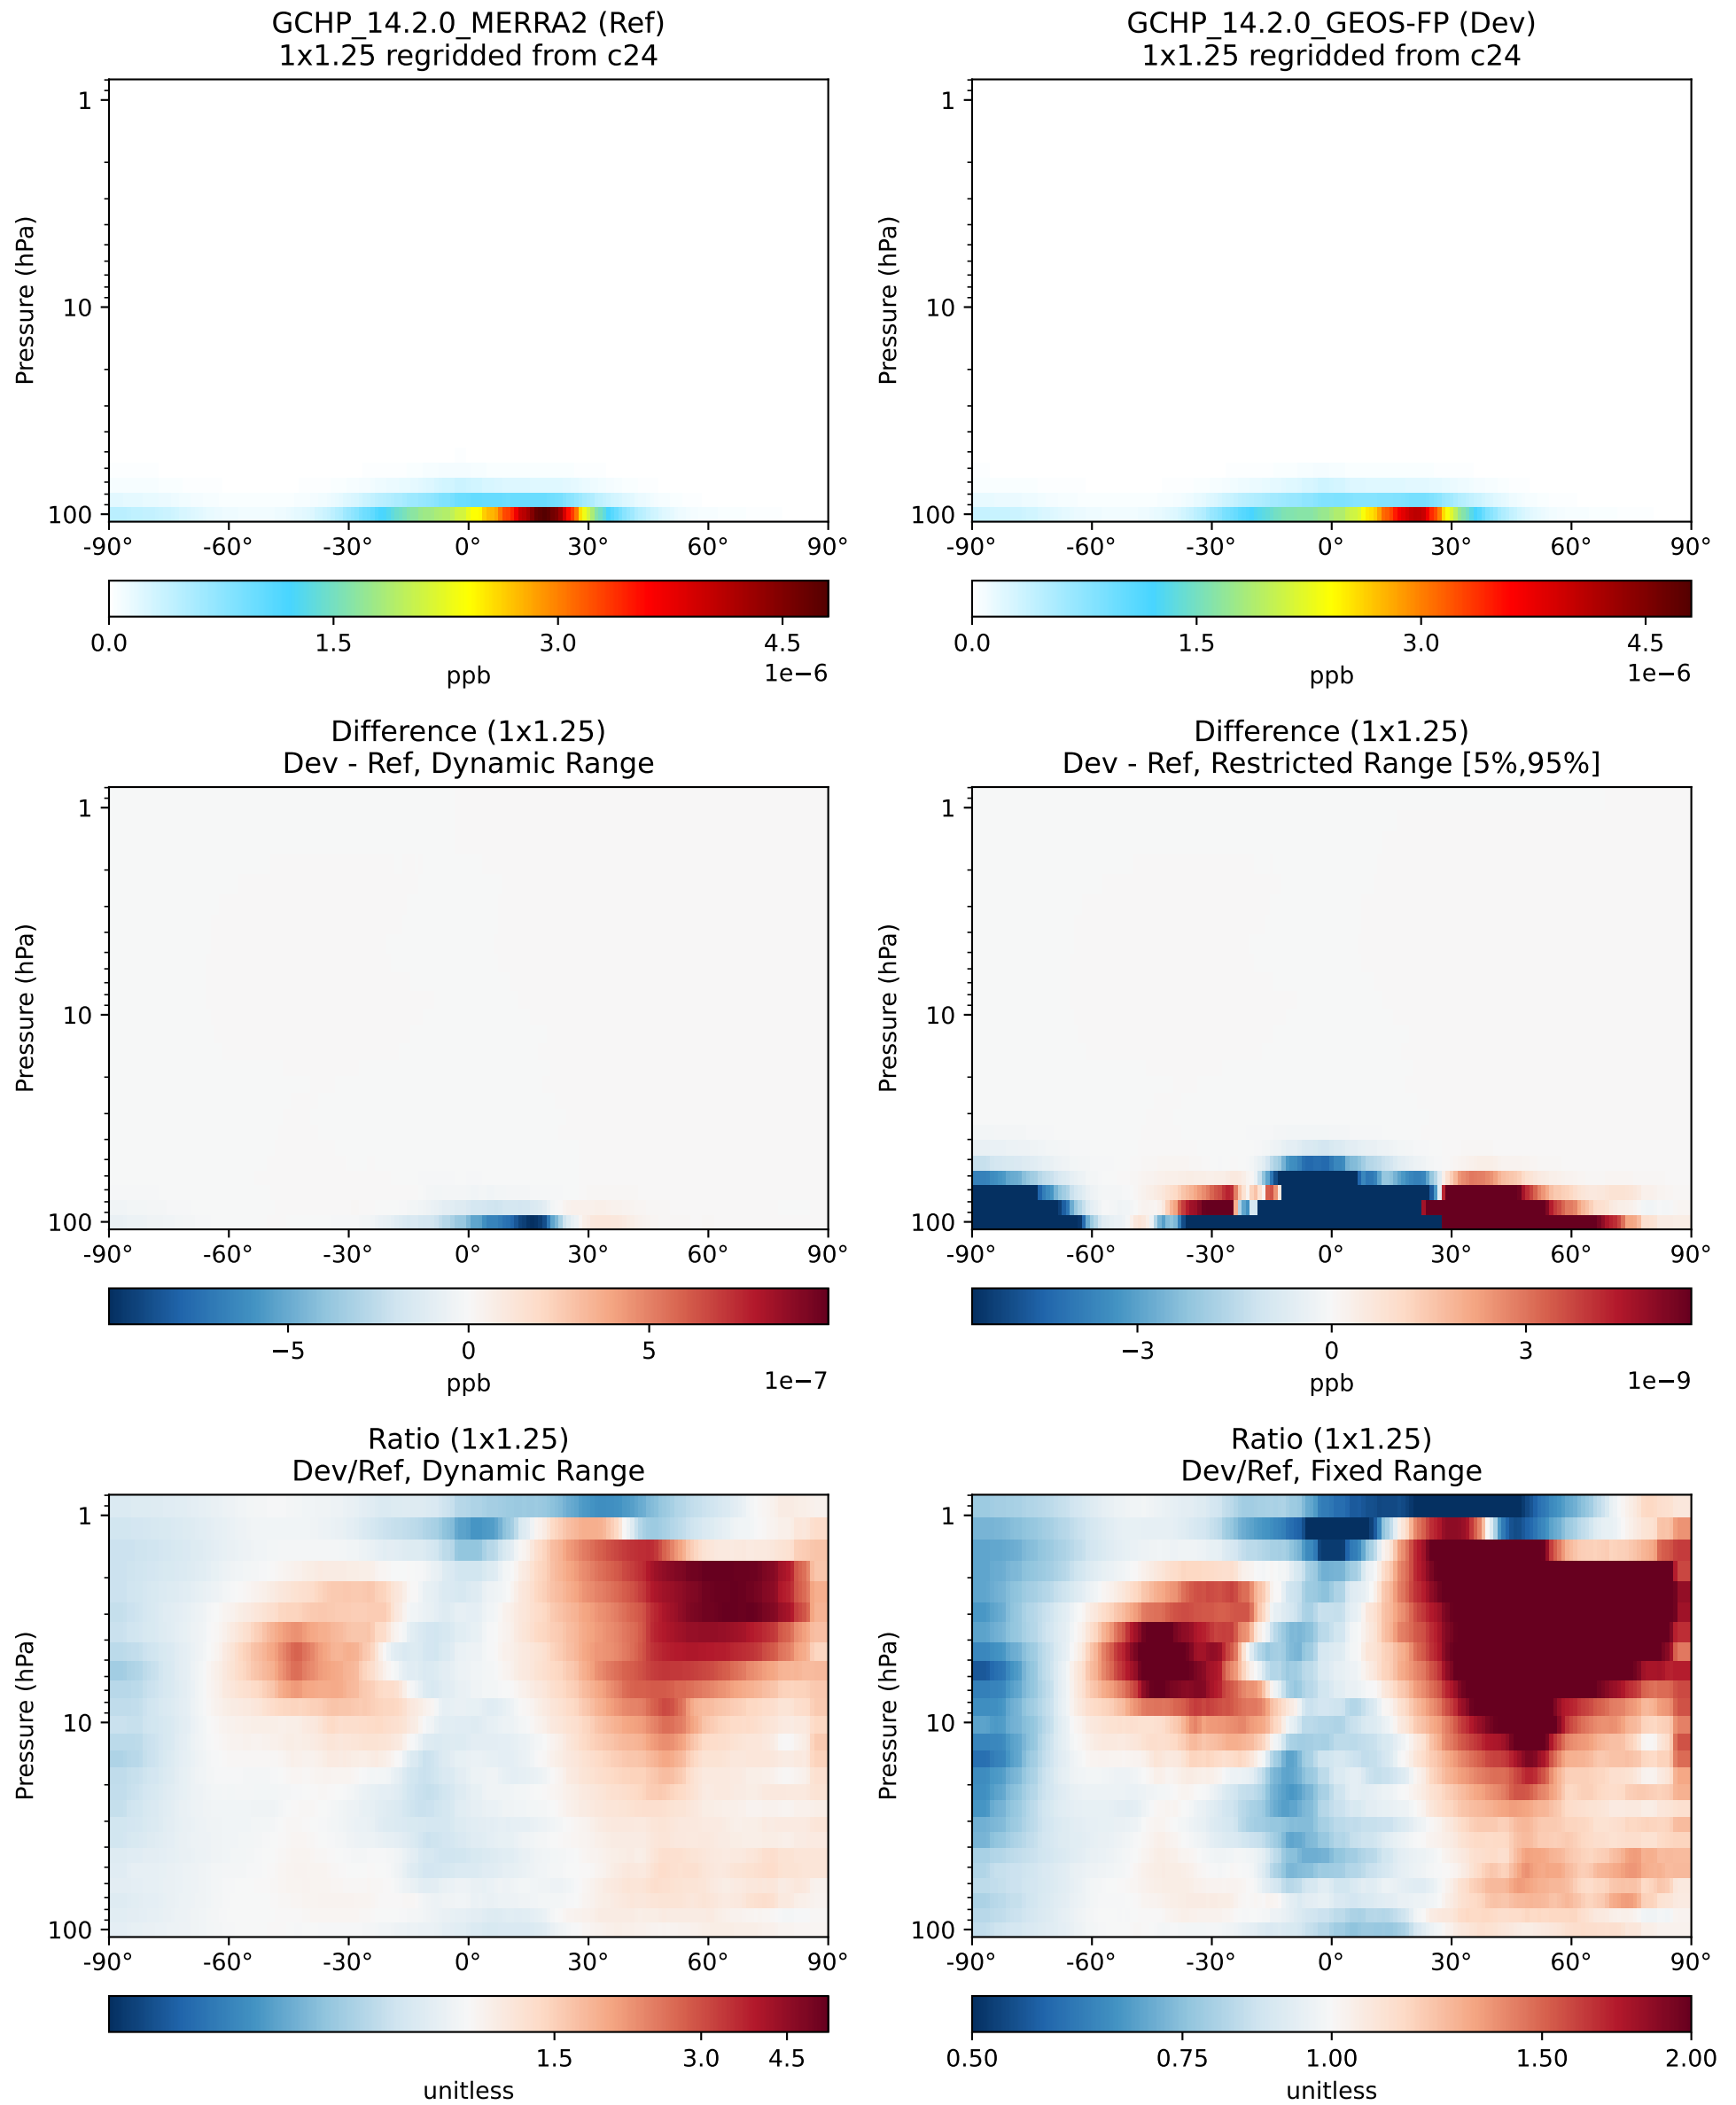 GCHP_14.2.0_MERRA2 (Ref)
1x1.25 regridded from c24
Pressure (hPa)
1
10
100
-90° -60° -30° 0° 30° 60° 90°
0.0 1.5 3.0 4.5
ppb
1e−6
GCHP_14.2.0_GEOS-FP (Dev)
1x1.25 regridded from c24
Pressure (hPa)
1
10
100
-90° -60° -30° 0° 30° 60° 90°
0.0 1.5 3.0 4.5
ppb
1e−6
Difference (1x1.25)
Dev - Ref, Dynamic Range
Pressure (hPa)
1
10
100
-90° -60° -30° 0° 30° 60° 90°
−5 0 5
ppb
1e−7
Difference (1x1.25)
Dev - Ref, Restricted Range [5%,95%]
Pressure (hPa)
1
10
100
-90° -60° -30° 0° 30° 60° 90°
−3 0 3
ppb
1e−9
Ratio (1x1.25)
Dev/Ref, Dynamic Range
Pressure (hPa)
1
10
100
-90° -60° -30° 0° 30° 60° 90°
1.5 3.0 4.5
unitless
Ratio (1x1.25)
Dev/Ref, Fixed Range
Pressure (hPa)
1
10
100
-90° -60° -30° 0° 30° 60° 90°
0.50 0.75 1.00 1.50 2.00
unitless